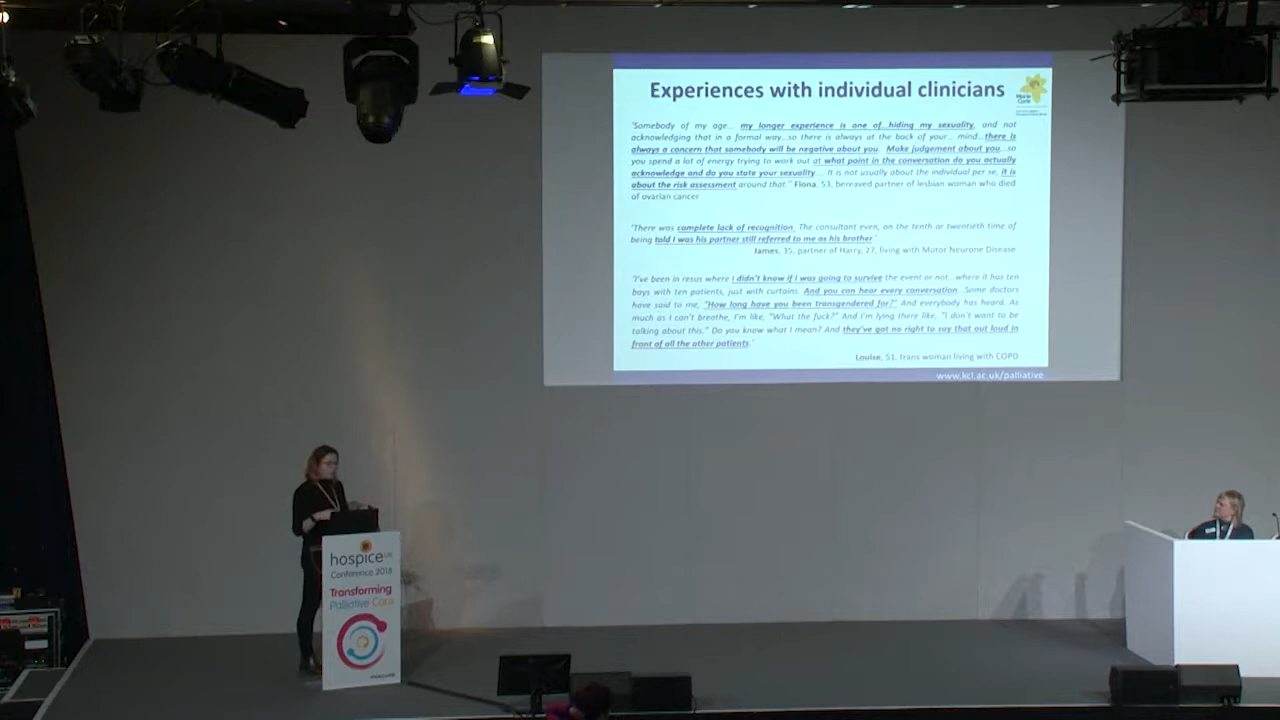 Experiences with individual clinicians
Marie
Curie
"Somebody of my age... my longer experience is one of...hiding my sexuality, and not
acknowledging that in a formal way...so there is always at the back of your... mind...there is
always a concern that somebody will be negative about you. Make judgement about you...so
you spend a lot of energy trying to work out at what point in the conversation do you actually
acknowledge and do you state your sexuality.... It is not usually about the individual per se, it is
about the risk assessment around that." Fiona, 53, bereaved partner of lesbian woman who died
of ovarian cancer
'There was complete lack of recognition. The consultant even, on the tenth or twentieth time of
being told I was his partner still referred to me as his brother.'
James, 35, partner of Harry, 27, living with Motor Neurone Disease
'I've been in resus where I didn't know if I was going to survive the event or not.. where it has ten
bays with ten patients, just with curtains. And you can hear every conversation...Some doctors
have said to me, "How long have you been transgendered for?" And everybody has heard. As
much as I can't breathe, I'm like, "What the fuck?" And I'm lying there like, "I don't want to be
talking about this." Do you know what I mean? And they've got no right to say that out loud in
front of all the other patients.'
Louise, 51, trans woman living with COPD
www.kcl.ac.uk/palliative
hospice UK
Conference 2018
Transforming
Palliative Care